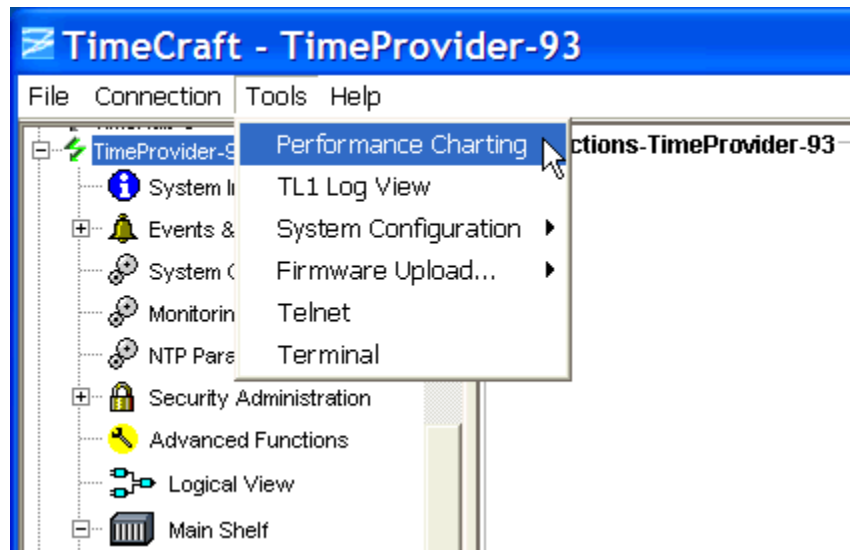 TimeCraft - TimeProvider-93
File Connection Tools Help
TimeProvider-9
Performance Charting
ctions-TimeProvider-93
System I
TL1 Log View
Events &
System Configuration
System
Firmware Upload...
Monitorin
Telnet
NTP Para
Terminal
Security Administration
Advanced Functions
Logical View
Main Shelf